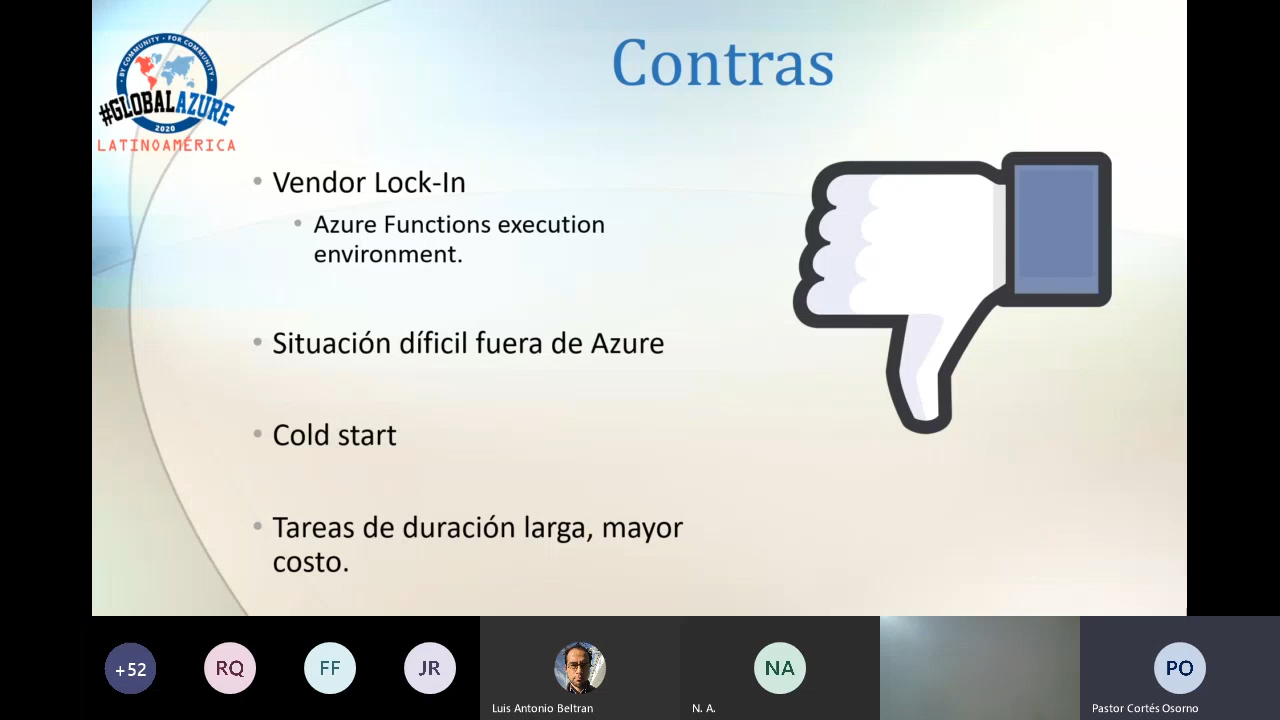 Contras
BY COMMUNITY • FOR COMMUNITY
#GLOBALAZURE
2020
LATINOAMÉRICA
• Vendor Lock-In
• Azure Functions execution
environment.
• Situación díficil fuera de Azure
• Cold start
• Tareas de duración larga, mayor
costo.
+52
RQ
FF
JR
Luis Antonio Beltran
NA
N. A.
PO
Pastor Cortés Osorno